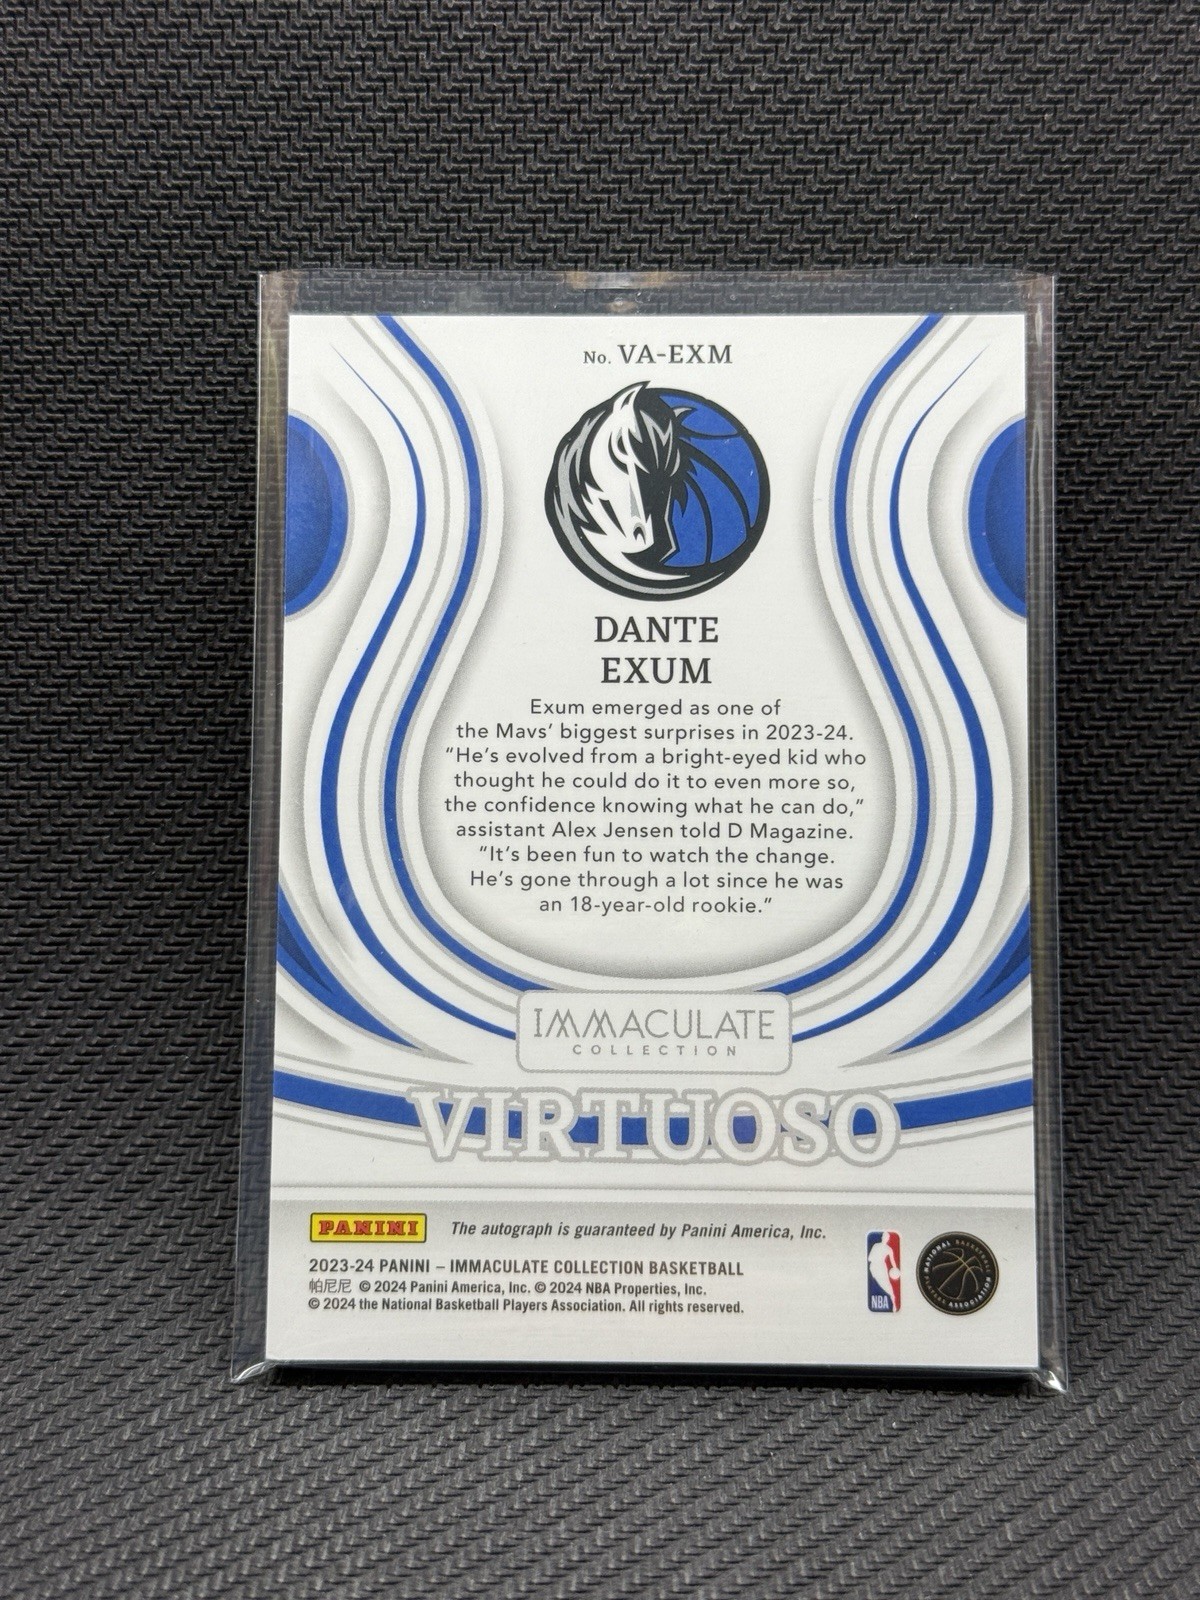 No. VA-EXM
DANTE
EXUM
Exum emerged as one of
the Mavs’ biggest surprises in 2023-24.
“He’s evolved from a bright-eyed kid who
thought he could do it to even more so,
the confidence knowing what he can do,”
assistant Alex Jensen told D Magazine.
“It’s been fun to watch the change.
He’s gone through a lot since he was
an 18-year-old rookie.”
IMMACULATE
COLLECTION
VIRTUOSO
PANINI The autograph is guaranteed by Panini America, Inc.
2023-24 PANINI – IMMACULATE COLLECTION BASKETBALL
帕尼尼 © 2024 Panini America, Inc. © 2024 NBA Properties, Inc.
© 2024 the National Basketball Players Association. All rights reserved.
NBA
NATIONAL BASKETBALL PLAYERS ASSOCIATION